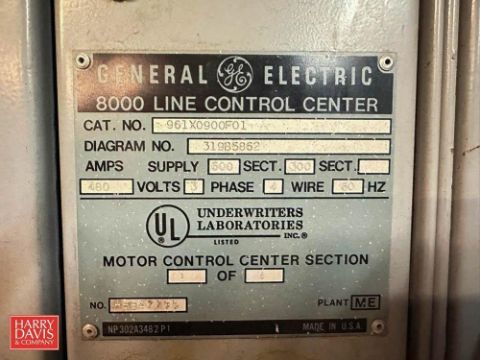 GENERAL GE ELECTRIC
8000 LINE CONTROL CENTER
CAT. NO. 961X0900F01
DIAGRAM NO. 319B5862
AMPS SUPPLY 600 SECT. 300 SECT.
480 VOLTS 3 PHASE 4 WIRE 60 HZ
UL UNDERWRITERS
LABORATORIES
LISTED INC.®
MOTOR CONTROL CENTER SECTION
OF
NO.
PLANT ME
NP302A3482P1 MADE IN U.S.A.
HARRY
DAVIS
& COMPANY